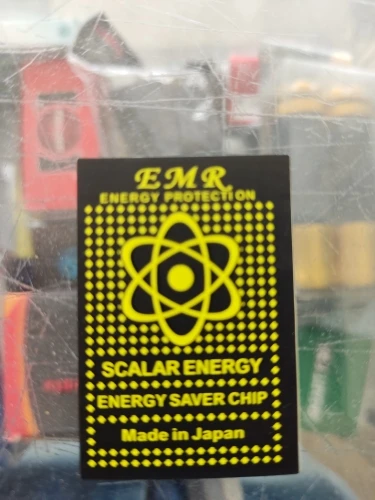 EMR
ENERGY PROTECTION
SCALAR ENERGY
ENERGY SAVER CHIP
Made in Japan